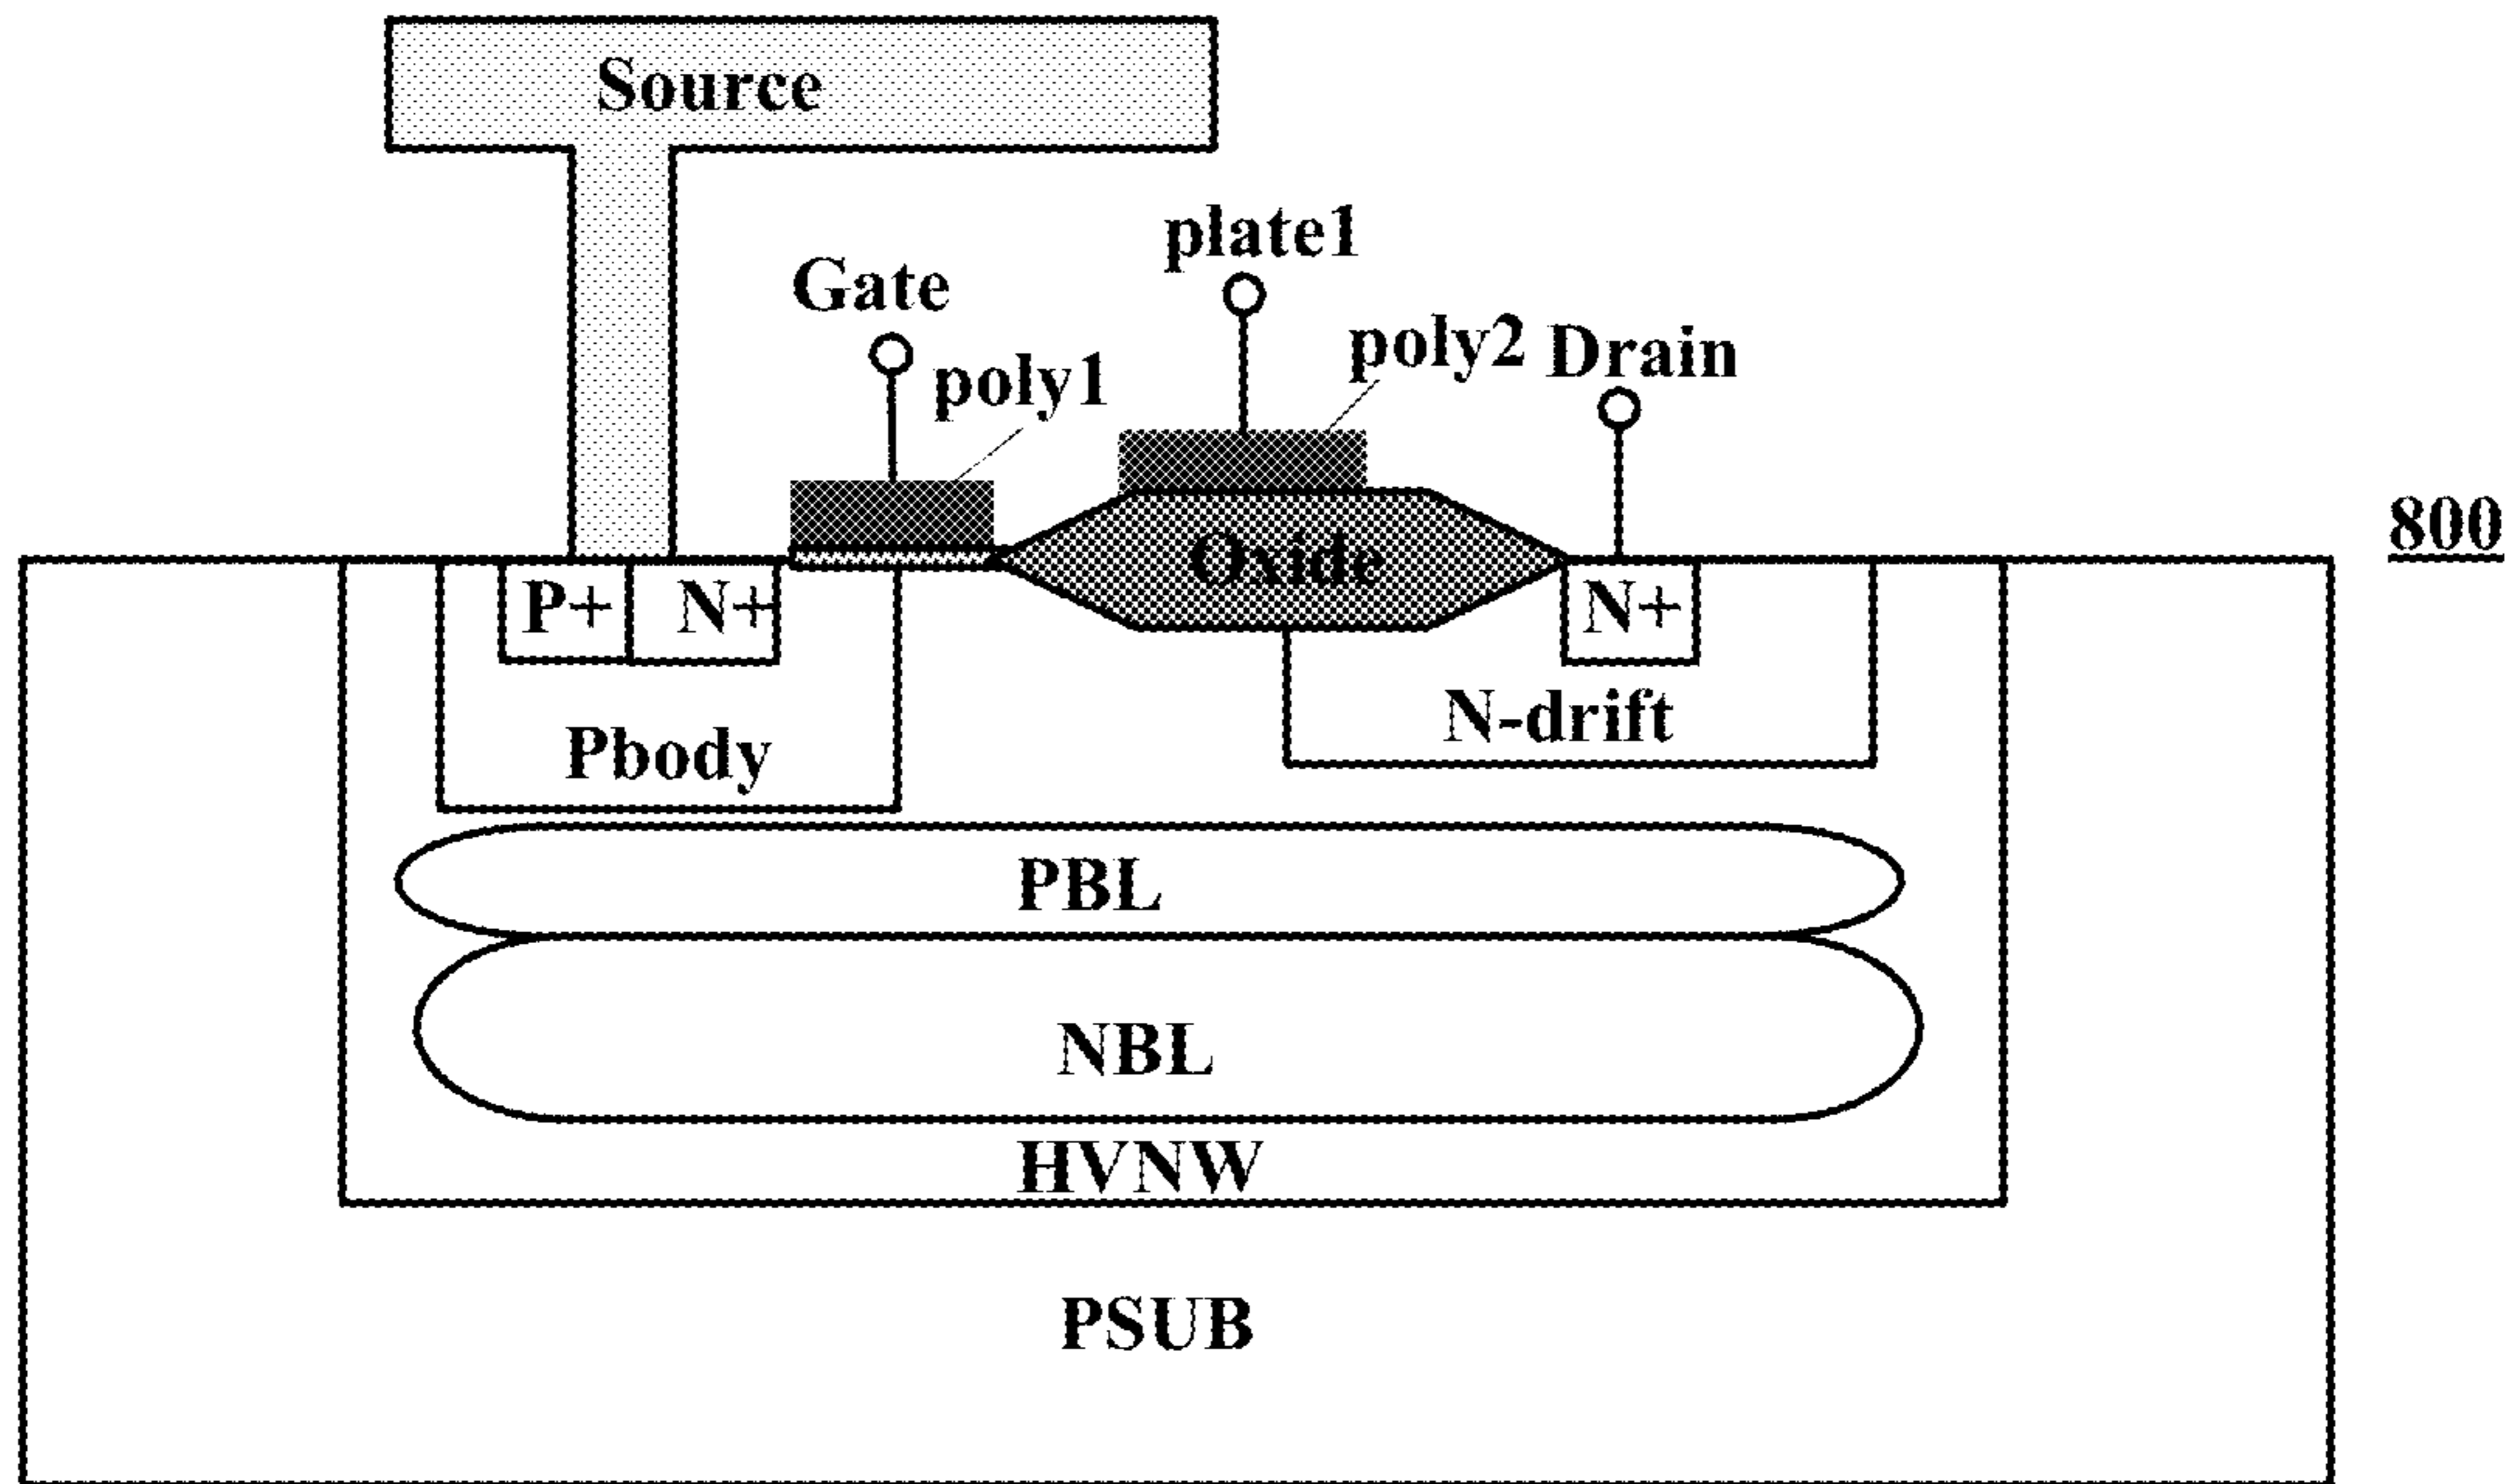 Source
plate1
Gate
poly2
Drain
poly1
800
Oxide
P+
N+
N+
N-drift
Pbody
PBL
NBL
HVNW
PSUB